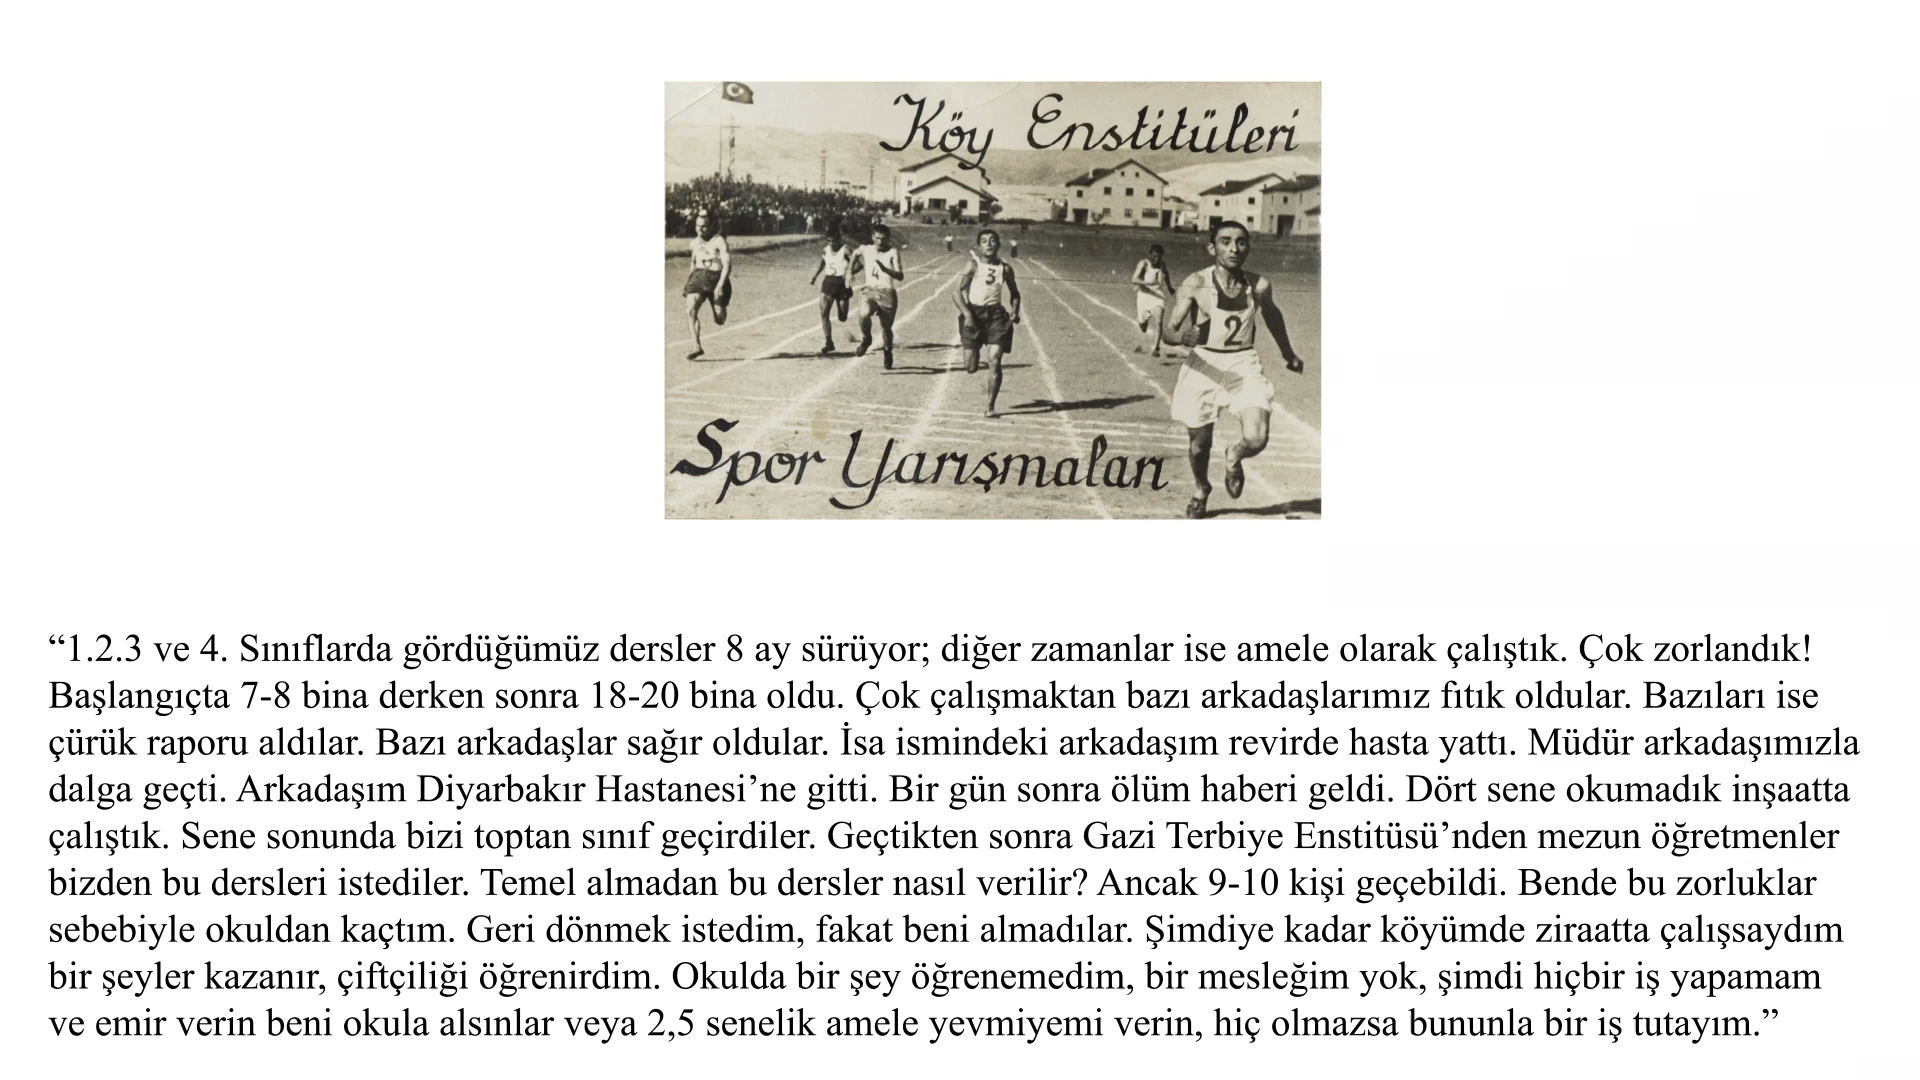 Köy Enstitüleri
4
3
2
Spor Yarışmaları
“1.2.3 ve 4. Sınıflarda gördüğümüz dersler 8 ay sürüyor; diğer zamanlar ise amele olarak çalıştık. Çok zorlandık!
Başlangıçta 7-8 bina derken sonra 18-20 bina oldu. Çok çalışmaktan bazı arkadaşlarımız fıtık oldular. Bazıları ise
çürük raporu aldılar. Bazı arkadaşlar sağır oldular. İsa ismindeki arkadaşım revirde hasta yattı. Müdür arkadaşımızla
dalga geçti. Arkadaşım Diyarbakır Hastanesi’ne gitti. Bir gün sonra ölüm haberi geldi. Dört sene okumadık inşaatta
çalıştık. Sene sonunda bizi toptan sınıf geçirdiler. Geçtikten sonra Gazi Terbiye Enstitüsü’nden mezun öğretmenler
bizden bu dersleri istediler. Temel almadan bu dersler nasıl verilir? Ancak 9-10 kişi geçebildi. Bende bu zorluklar
sebebiyle okuldan kaçtım. Geri dönmek istedim, fakat beni almadılar. Şimdiye kadar köyümde ziraatta çalışsaydım
bir şeyler kazanır, çiftçiliği öğrenirdim. Okulda bir şey öğrenemedim, bir mesleğim yok, şimdi hiçbir iş yapamam
ve emir verin beni okula alsınlar veya 2,5 senelik amele yevmiyemi verin, hiç olmazsa bununla bir iş tutayım.”